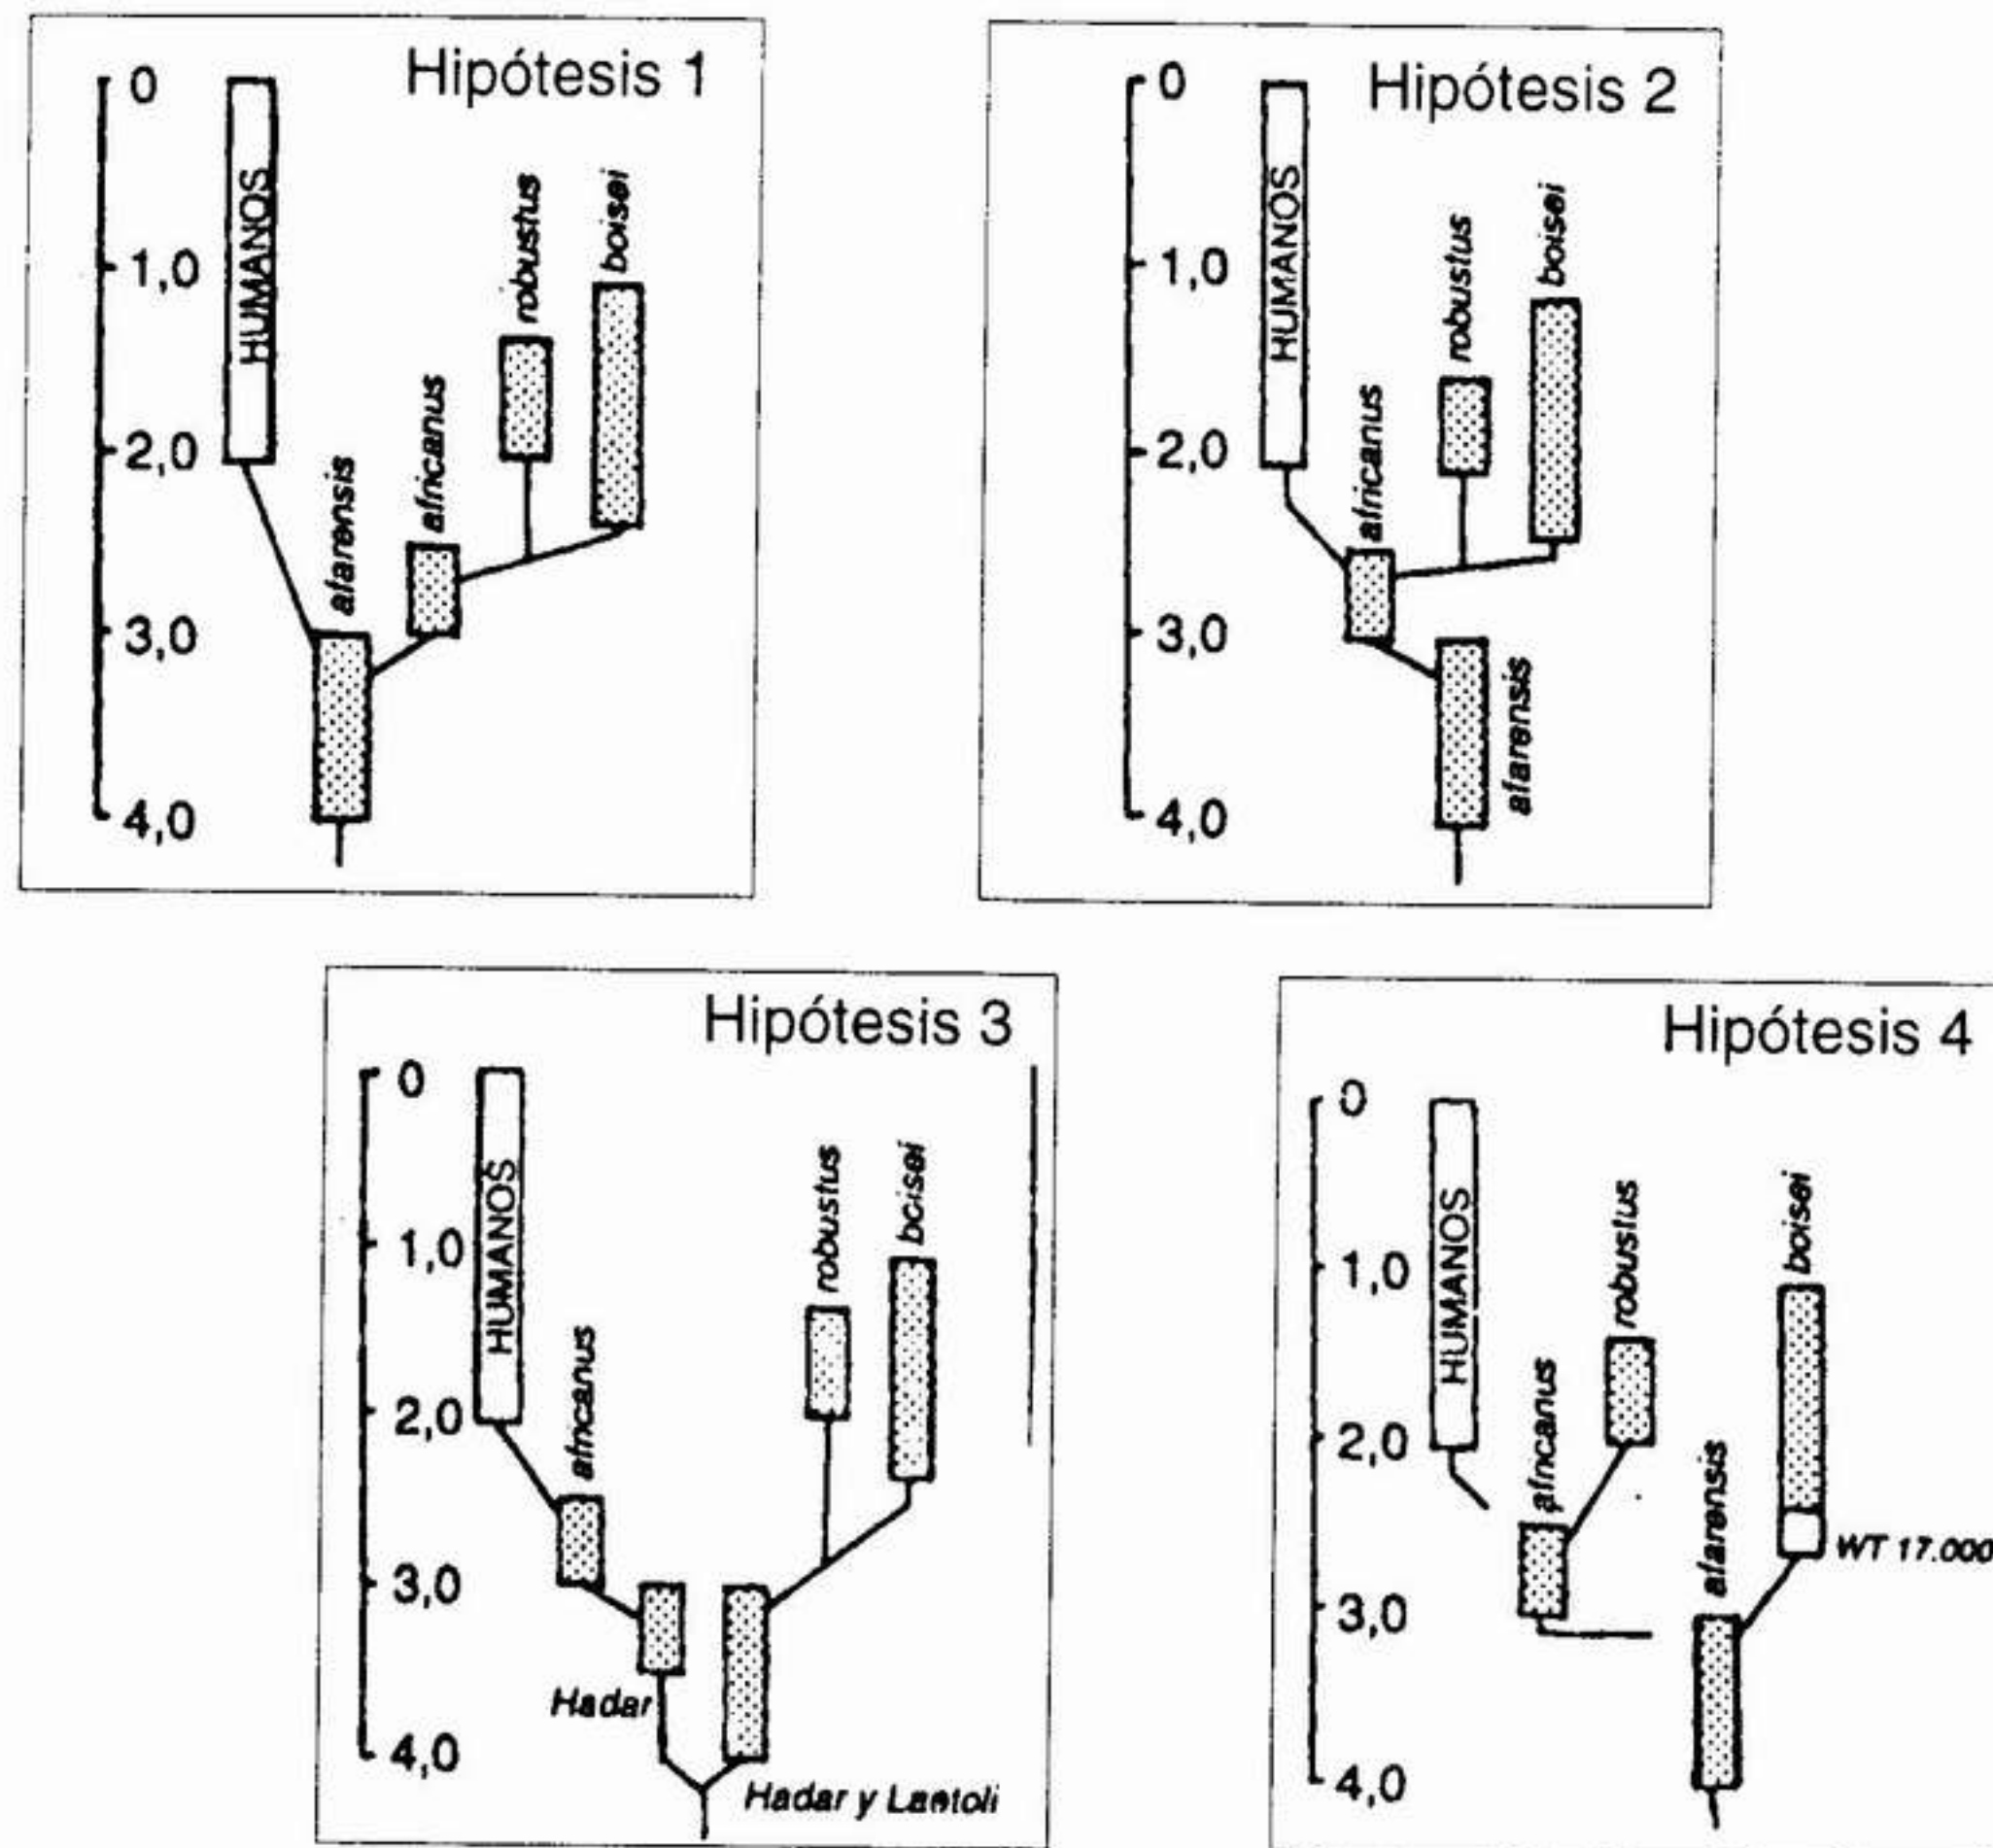 Hipótesis 1
0
1,0
2,0
3,0
4,0
HUMANOS
afarensis
africanus
robustus
boisei
Hipótesis 2
0
1,0
2,0
3,0
4,0
HUMANOS
africanus
robustus
boisei
afarensis
Hipótesis 3
0
1,0
2,0
3,0
4,0
HUMANOS
africanus
robustus
boisei
Hadar
Hadar y Laetoli
Hipótesis 4
0
1,0
2,0
3,0
4,0
HUMANOS
africanus
robustus
afarensis
boisei
WT 17.000